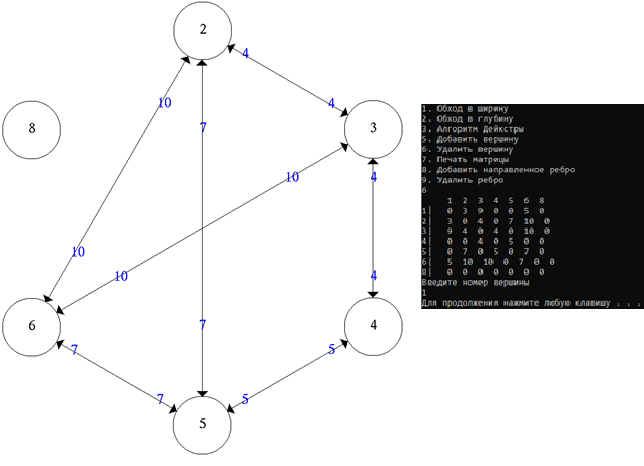 2
4
10
4
8
7
3
10
4
10
10
4
6
7
4
7
5
7
5
5
1. Обход в ширину
2. Обход в глубину
3. Алгоритм Дейкстры
5. Добавить вершину
6. Удалить вершину
7. Печать матрицы
8. Добавить направленное ребро
9. Удалить ребро
6
1 2 3 4 5 6 8
1| 0 3 9 0 0 5 0
2| 3 0 4 0 7 10 0
3| 9 4 0 4 0 10 0
4| 0 0 4 0 5 0 0
5| 0 7 0 5 0 7 0
6| 5 10 10 0 7 0 0
8| 0 0 0 0 0 0 0
Введите номер вершины
1
Для продолжения нажмите любую клавишу . . .